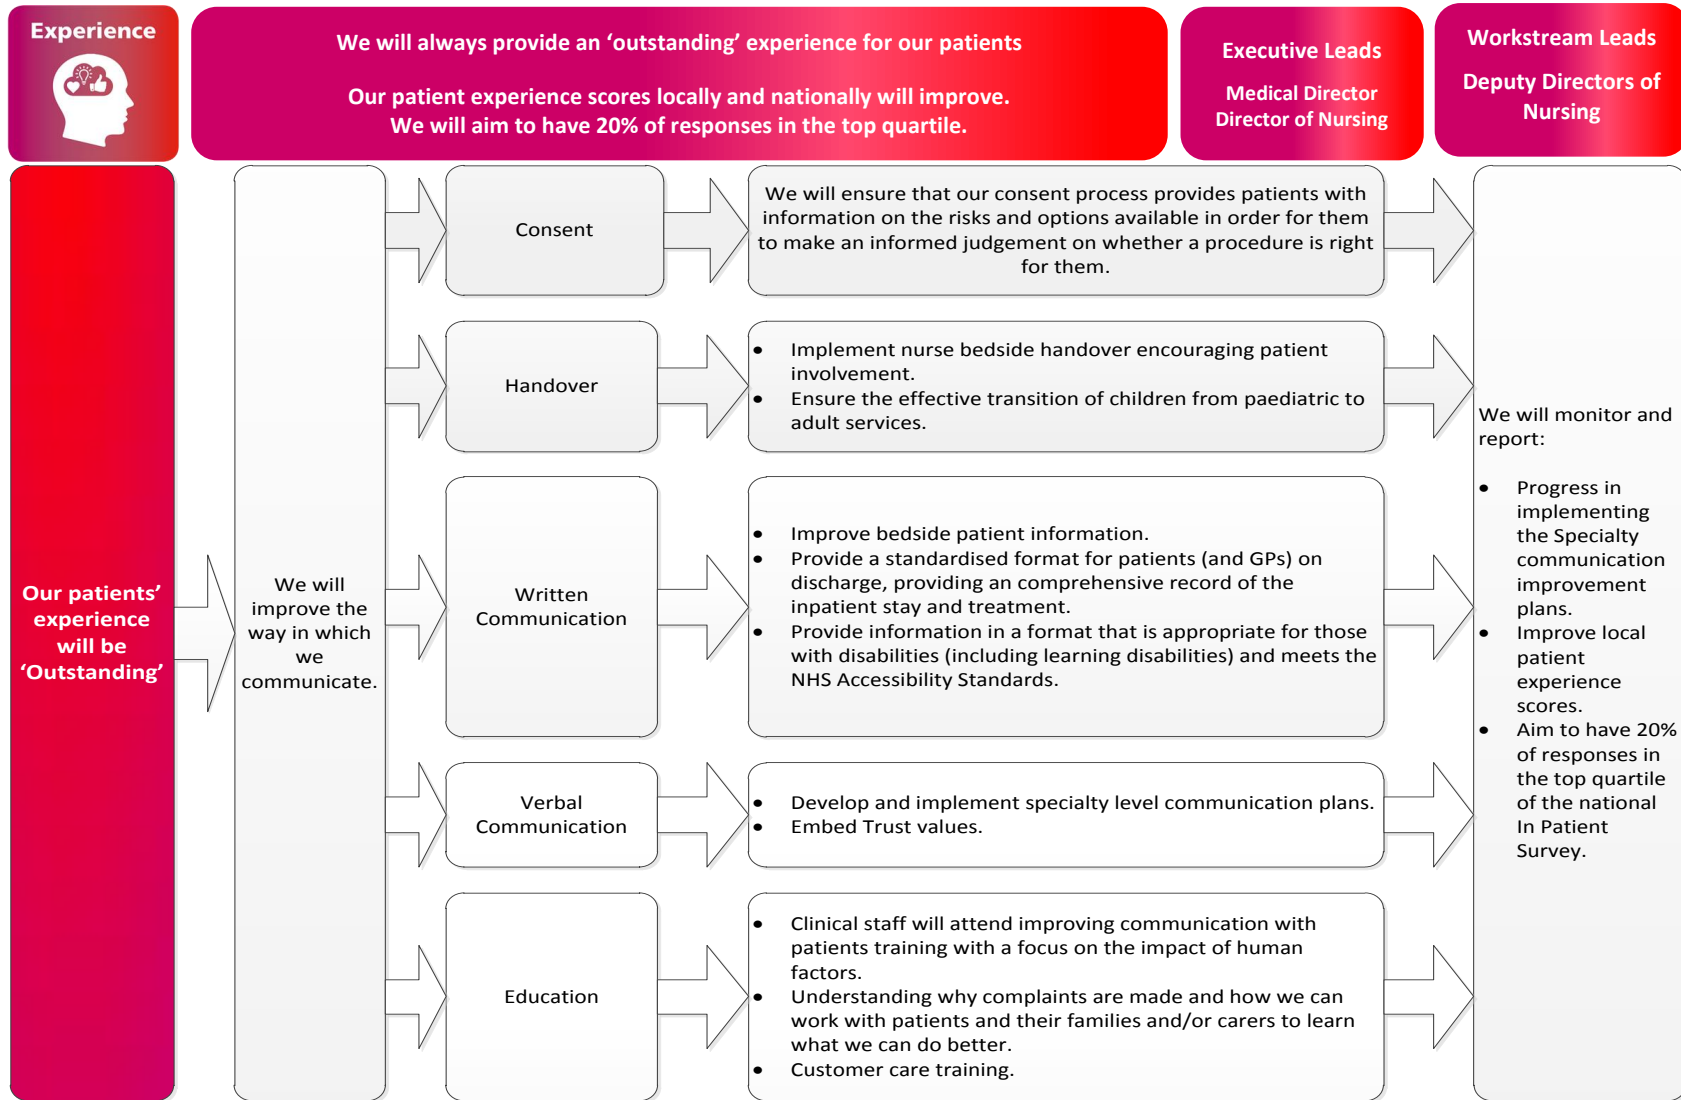 Experience
We will always provide an ‘outstanding’ experience for our patients
Our patient experience scores locally and nationally will improve.
We will aim to have 20% of responses in the top quartile.
Executive Leads
Medical Director
Director of Nursing
Workstream Leads
Deputy Directors of
Nursing
Our patients’
experience
will be
‘Outstanding’
We will
improve the
way in which
we
communicate.
Consent
We will ensure that our consent process provides patients with
information on the risks and options available in order for them
to make an informed judgement on whether a procedure is right
for them.
Handover
• Implement nurse bedside handover encouraging patient
involvement.
• Ensure the effective transition of children from paediatric to
adult services.
Written
Communication
• Improve bedside patient information.
• Provide a standardised format for patients (and GPs) on
discharge, providing an comprehensive record of the
inpatient stay and treatment.
• Provide information in a format that is appropriate for those
with disabilities (including learning disabilities) and meets the
NHS Accessibility Standards.
Verbal
Communication
• Develop and implement specialty level communication plans.
• Embed Trust values.
Education
• Clinical staff will attend improving communication with
patients training with a focus on the impact of human
factors.
• Understanding why complaints are made and how we can
work with patients and their families and/or carers to learn
what we can do better.
• Customer care training.
We will monitor and
report:
• Progress in
implementing
the Specialty
communication
improvement
plans.
• Improve local
patient
experience
scores.
• Aim to have 20%
of responses in
the top quartile
of the national
In Patient
Survey.